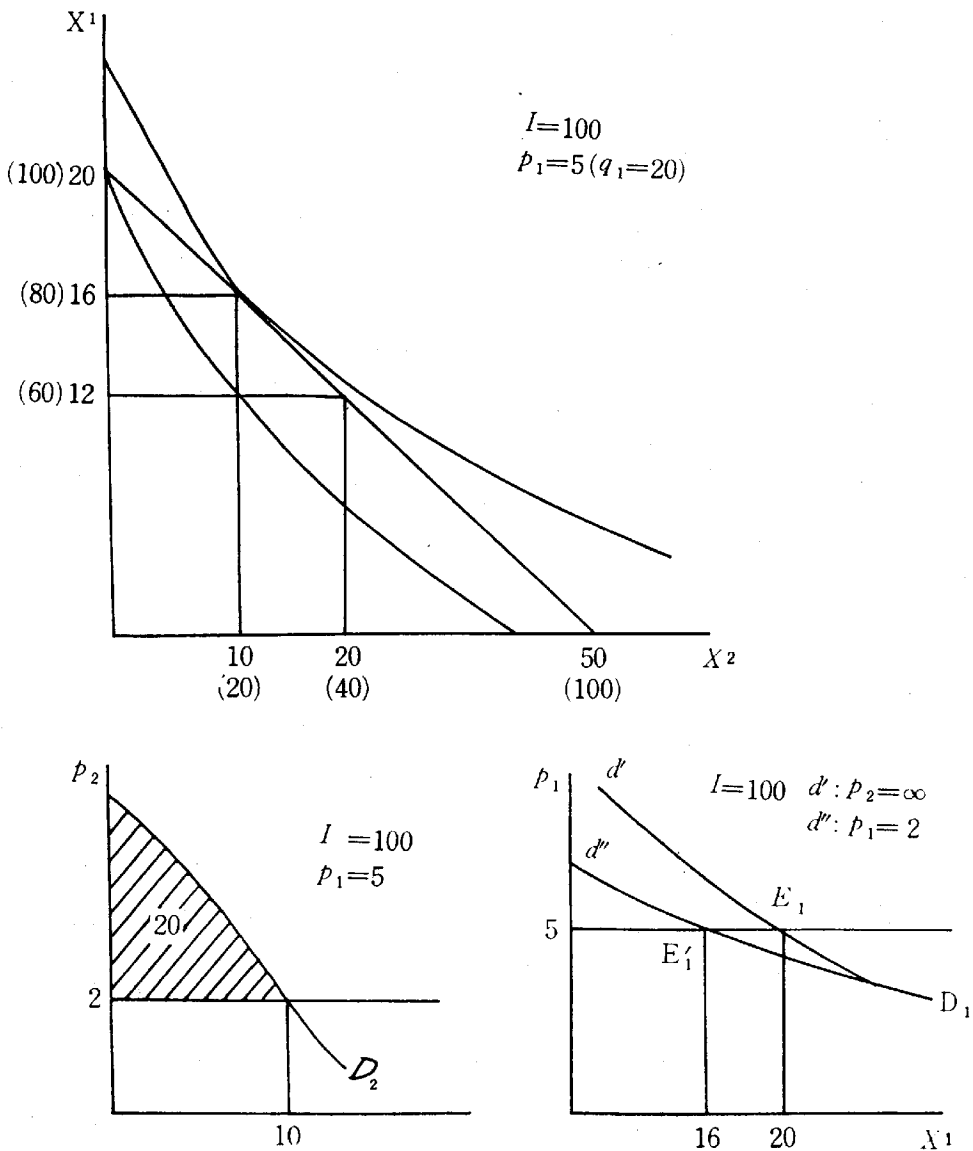 X¹
I=100
p₁=5(q₁=20)
(100)20
(80)16
(60)12
10 20 50 X²
(20) (40) (100)
p₂
I=100
p₁=5
20
2
D₂
10
p₁ d′ I=100 d′:p₂=∞
d″:p₁=2
d″
E₁
5
E₁′
D₁
16 20 X¹